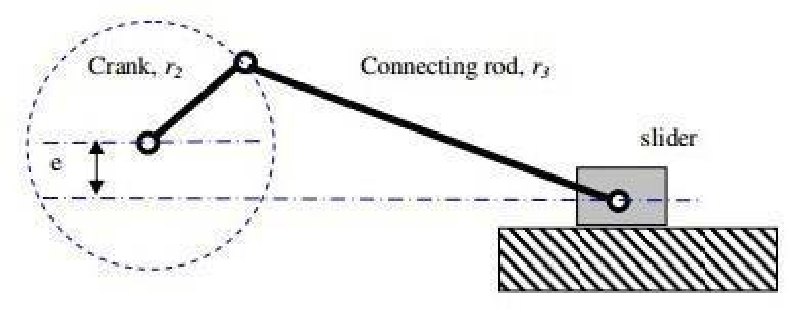 Crank, r₂
Connecting rod, r₃
slider
e